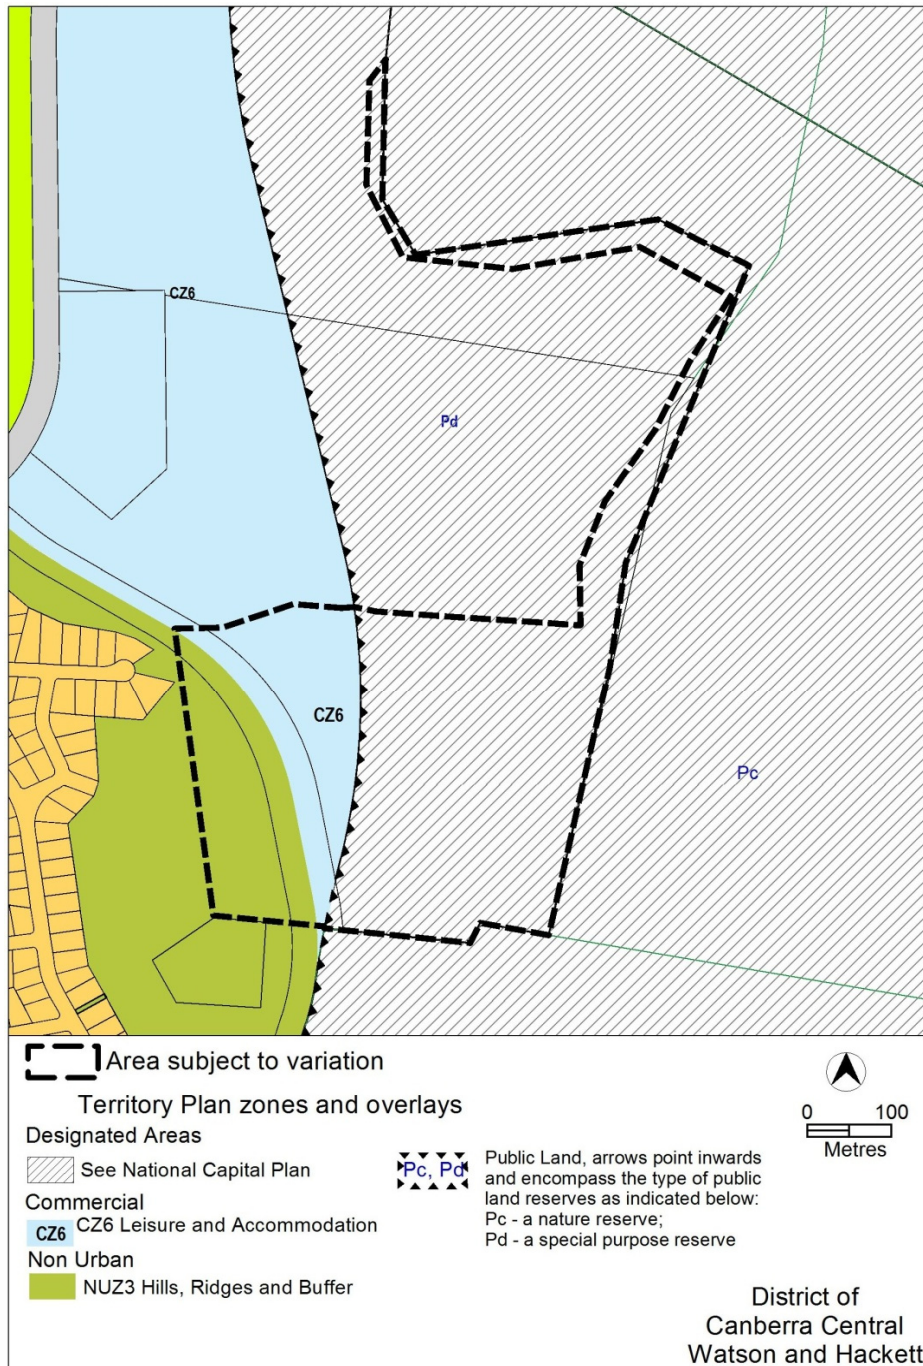 CZ6
Pd
CZ6
Pc
Area subject to variation
Territory Plan zones and overlays
Designated Areas
See National Capital Plan
Commercial
CZ6 CZ6 Leisure and Accommodation
Non Urban
NUZ3 Hills, Ridges and Buffer
Pc, Pd
Public Land, arrows point inwards
and encompass the type of public
land reserves as indicated below:
Pc - a nature reserve;
Pd - a special purpose reserve
0 100
Metres
District of
Canberra Central
Watson and Hackett